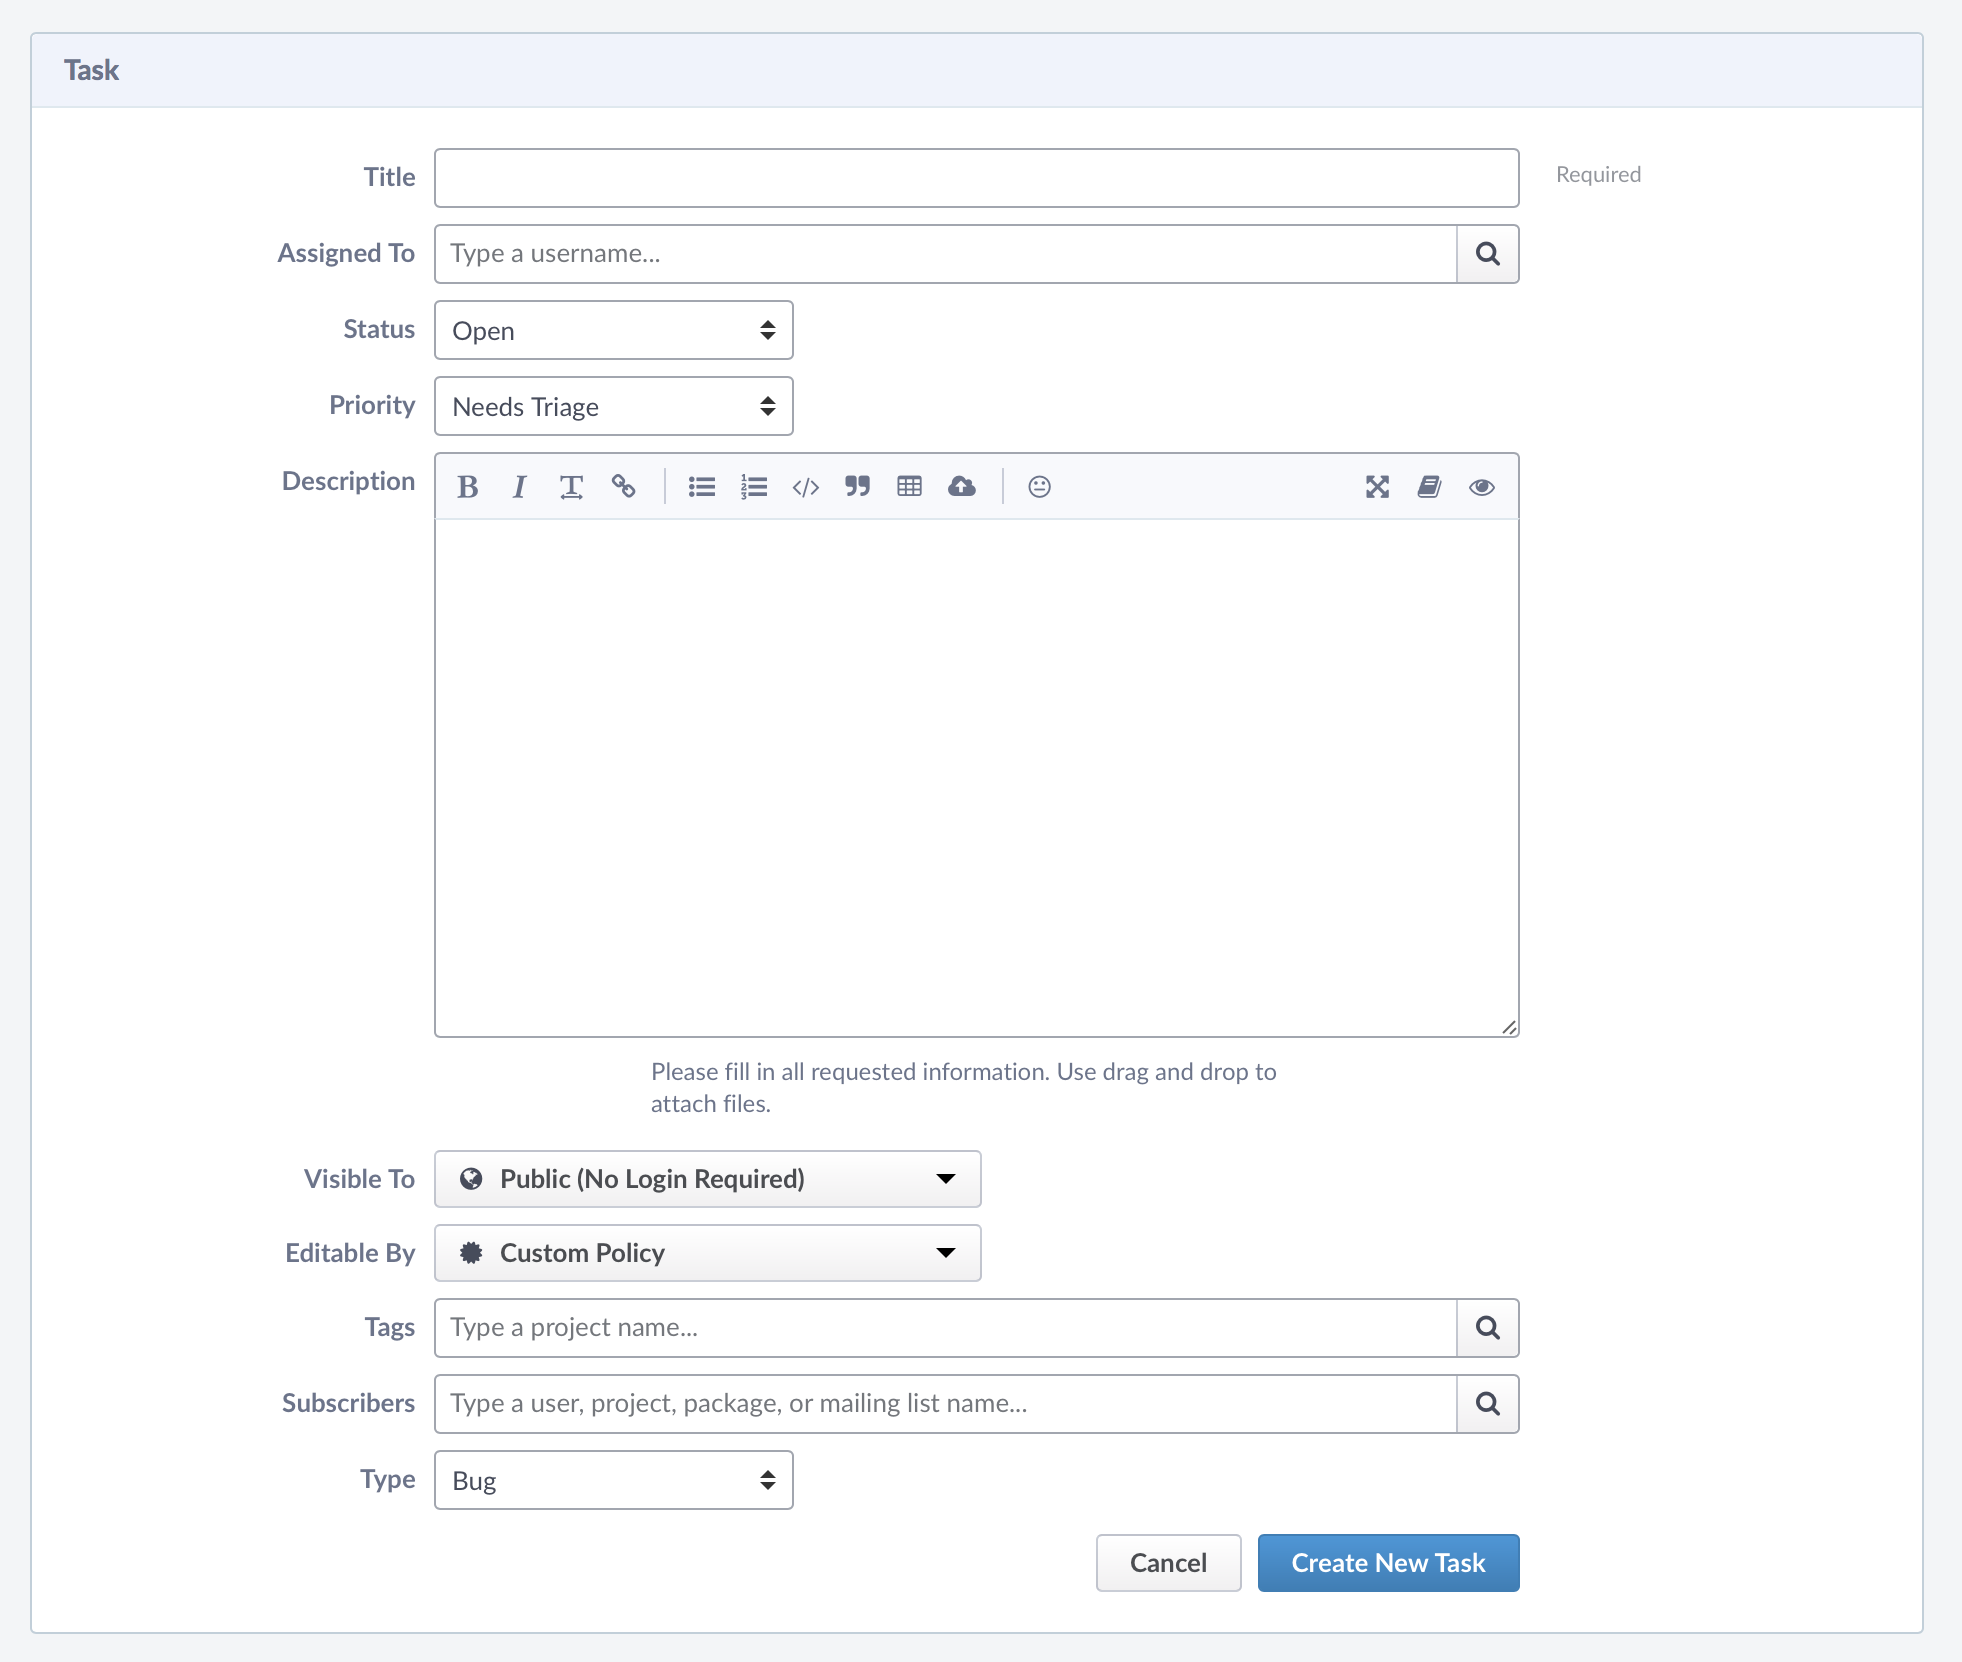 Task
Title
Required
Assigned To
Type a username...
Status
Open
Priority
Needs Triage
Description
Please fill in all requested information. Use drag and drop to
attach files.
Visible To
Public (No Login Required)
Editable By
Custom Policy
Tags
Type a project name...
Subscribers
Type a user, project, package, or mailing list name...
Type
Bug
Cancel
Create New Task